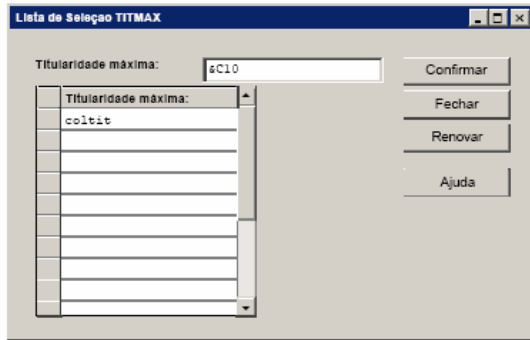 Lista de Seleçao TITMAX
Titularidade máxima:
&C10
Confirmar
Titularidade máxima:
Fechar
coltit
Renovar
Ajuda